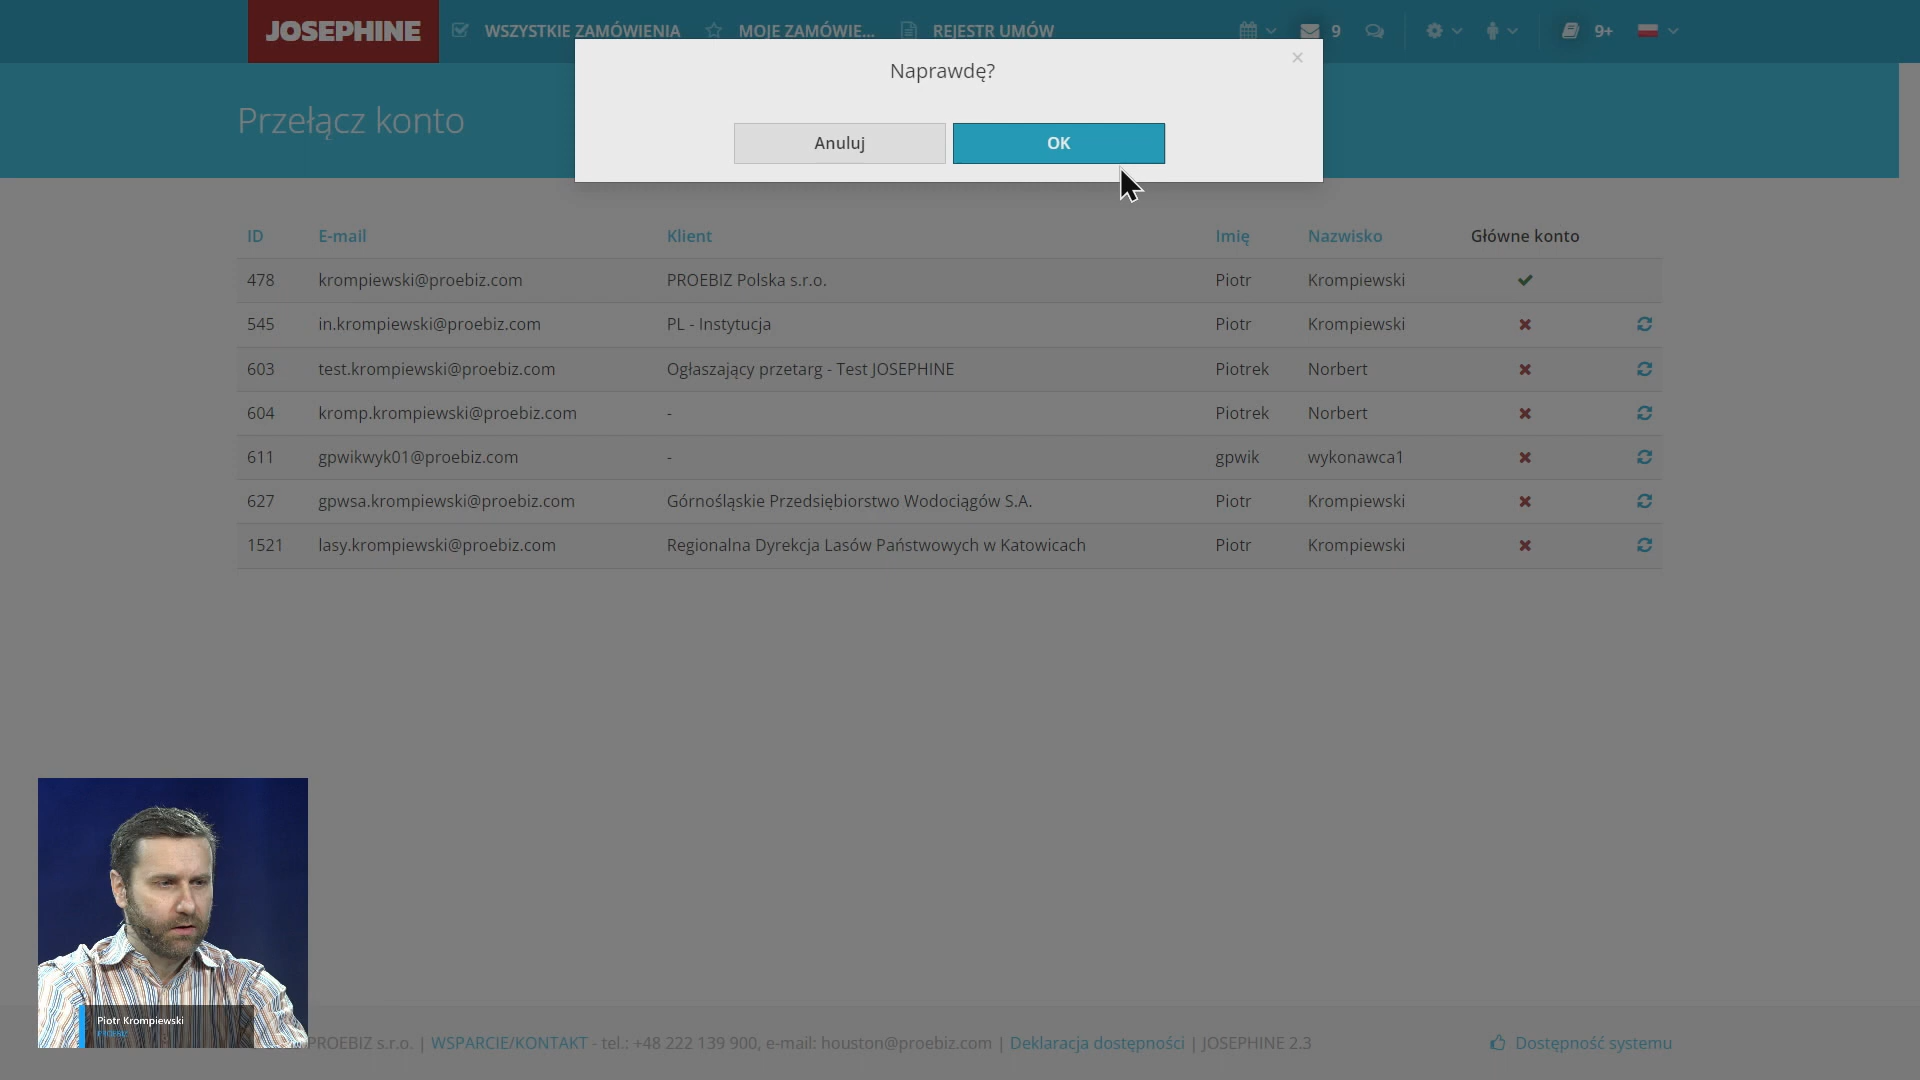 JOSEPHINE WSZYSTKIE ZAMÓWIENIA MOJE ZAMÓWIE... REJESTR UMÓW 9 9+
Naprawdę?
×
Przełącz konto
Anuluj OK
ID E-mail Klient Imię Nazwisko Główne konto
478 krompiewski@proebiz.com PROEBIZ Polska s.r.o. Piotr Krompiewski
545 in.krompiewski@proebiz.com PL - Instytucja Piotr Krompiewski
603 test.krompiewski@proebiz.com Ogłaszający przetarg - Test JOSEPHINE Piotrek Norbert
604 kromp.krompiewski@proebiz.com - Piotrek Norbert
611 gpwikwyk01@proebiz.com - gpwik wykonawca1
627 gpwsa.krompiewski@proebiz.com Górnośląskie Przedsiębiorstwo Wodociągów S.A. Piotr Krompiewski
1521 lasy.krompiewski@proebiz.com Regionalna Dyrekcja Lasów Państwowych w Katowicach Piotr Krompiewski
Piotr Krompiewski
PROEBIZ
PROEBIZ s.r.o. | WSPARCIE/KONTAKT - tel.: +48 222 139 900, e-mail: houston@proebiz.com | Deklaracja dostępności | JOSEPHINE 2.3 Dostępność systemu